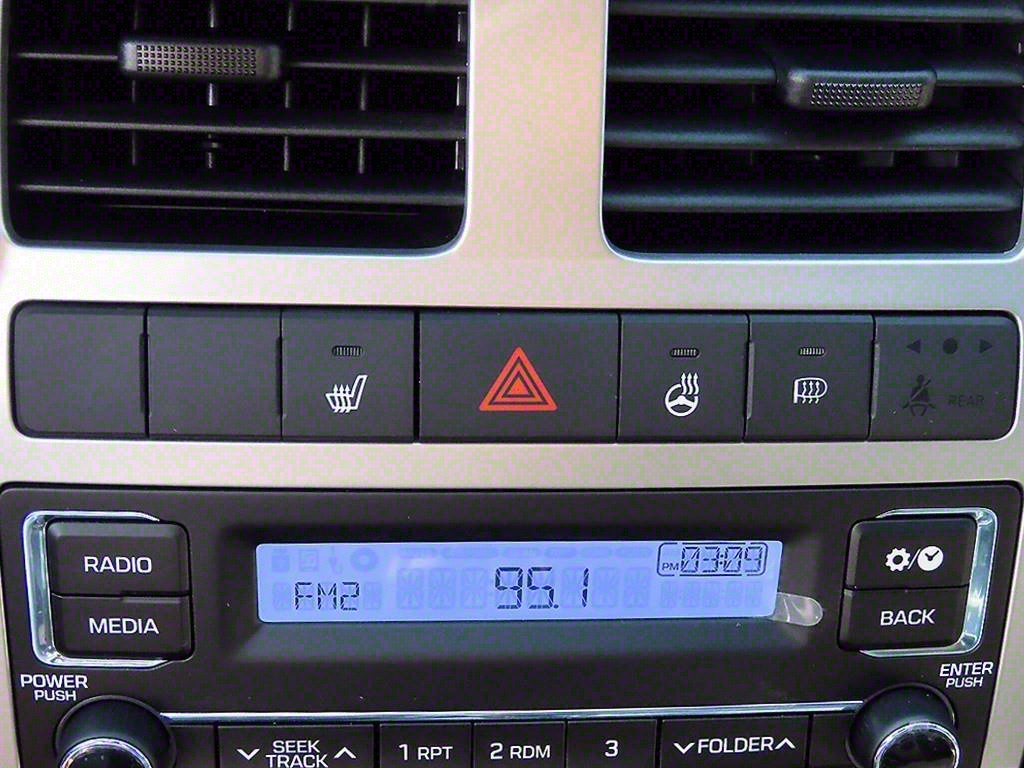 REAR
RADIO
MEDIA
FM2
95.1
PM 03:09
BACK
POWER
PUSH
ENTER
PUSH
SEEK
TRACK
1 RPT
2 RDM
3
FOLDER